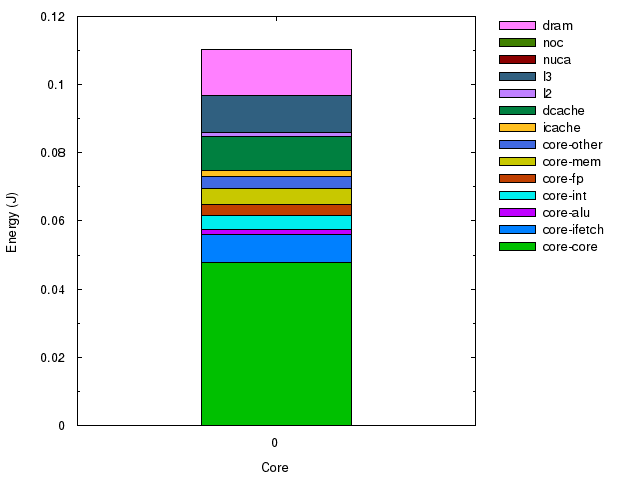 0.12
0.1
0.08
0.06
0.04
0.02
0
Energy (J)
0
Core
dram
noc
nuca
l3
l2
dcache
icache
core-other
core-mem
core-fp
core-int
core-alu
core-ifetch
core-core